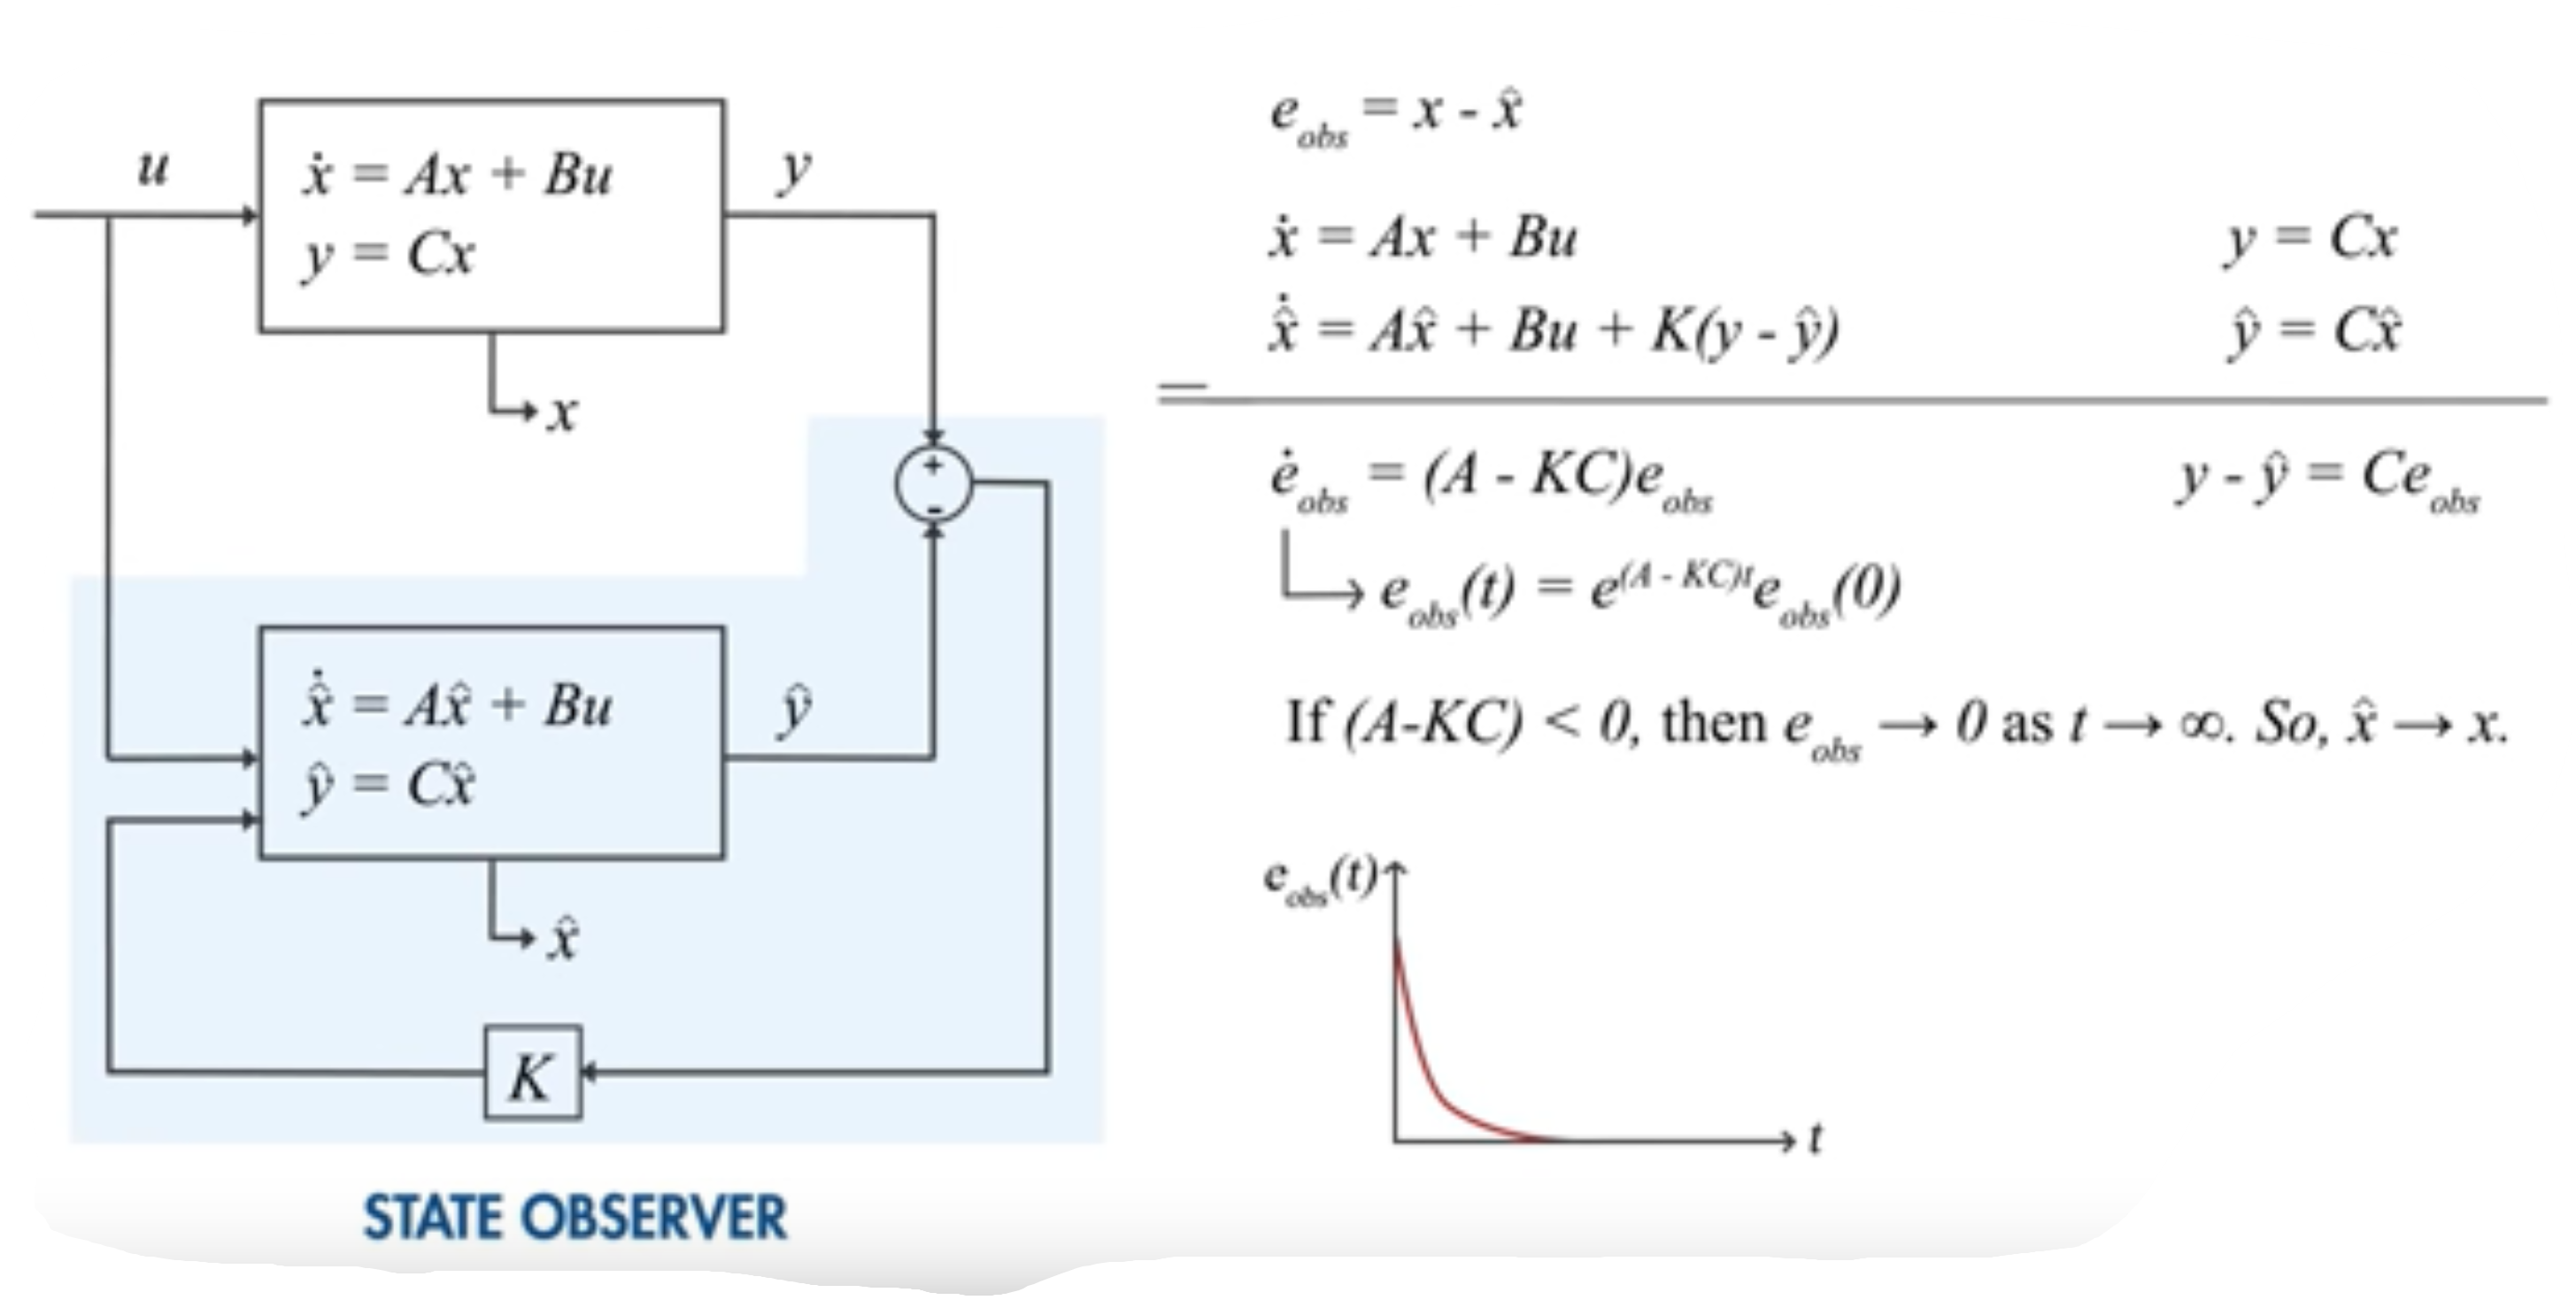 u
ẋ = Ax + Bu
y = Cx
y
x
+
-
x̂̇ = Ax̂ + Bu
ŷ = Cx̂
ŷ
x̂
K
STATE OBSERVER
e_obs = x - x̂
ẋ = Ax + Bu y = Cx
x̂̇ = Ax̂ + Bu + K(y - ŷ) ŷ = Cx̂
−
ė_obs = (A - KC)e_obs y - ŷ = Ce_obs
e_obs(t) = e^(A - KC)t e_obs(0)
If (A-KC) < 0, then e_obs → 0 as t → ∞. So, x̂ → x.
e_obs(t)
t